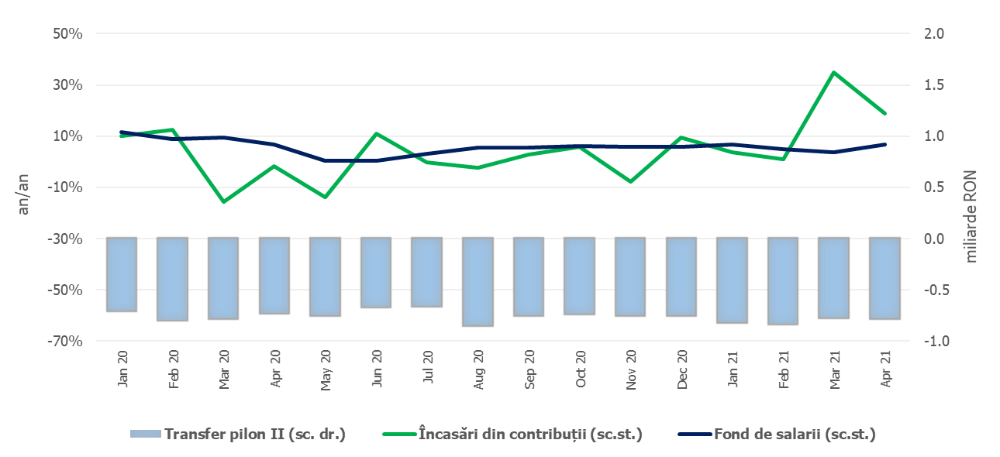 50%
30%
10%
-10%
-30%
-50%
-70%
an/an
2.0
1.5
1.0
0.5
0.0
-0.5
-1.0
miliarde RON
Jan 20
Feb 20
Mar 20
Apr 20
May 20
Jun 20
Jul 20
Aug 20
Sep 20
Oct 20
Nov 20
Dec 20
Jan 21
Feb 21
Mar 21
Apr 21
Transfer pilon II (sc. dr.)
Încasări din contribuții (sc.st.)
Fond de salarii (sc.st.)